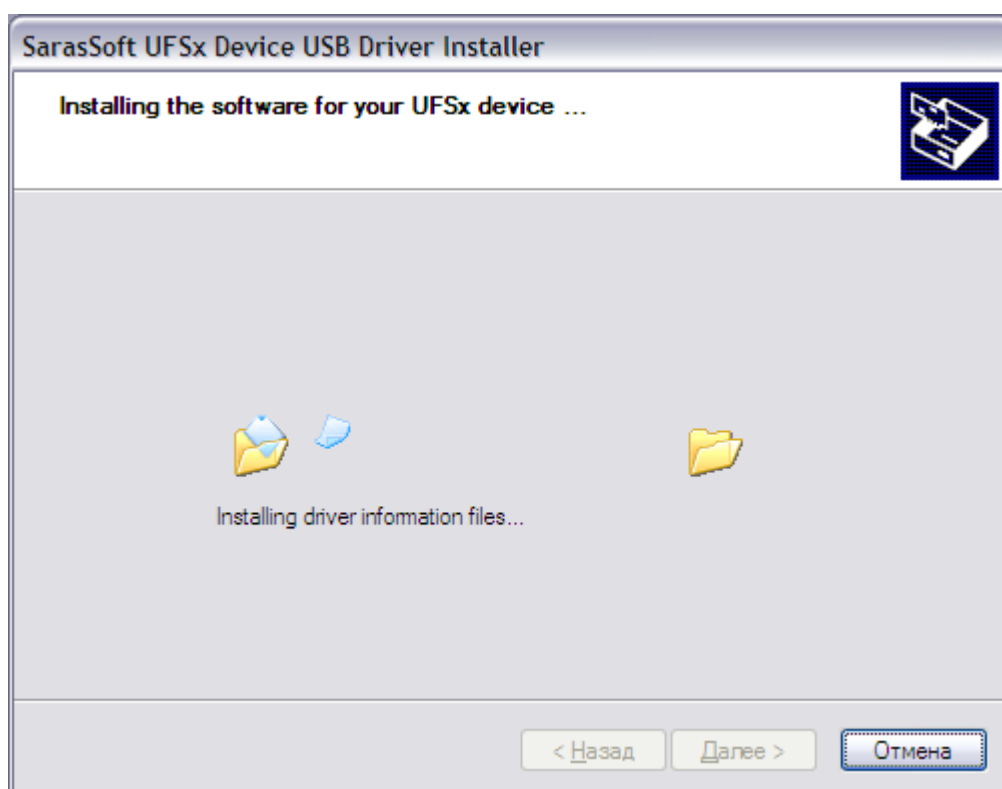 SarasSoft UFSx Device USB Driver Installer
Installing the software for your UFSx device ...
Installing driver information files...
< Назад
Далее >
Отмена